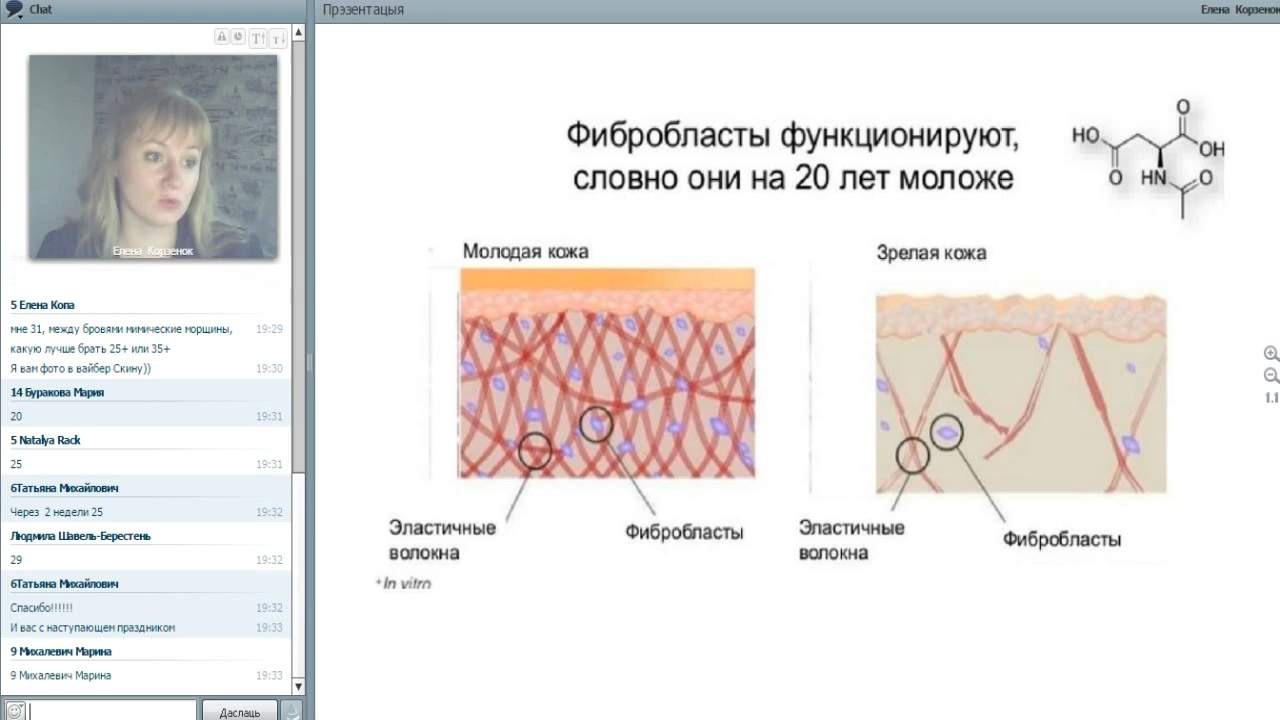 Chat
Елена Корзенок
5 Елена Копа
мне 31, между бровями мимические морщины, 19:29
какую лучше брать 25+ или 35+
Я вам фото в вайбер Скину)) 19:30
14 Буракова Мария
20 19:31
5 Natalya Rack
25 19:31
6Татьяна Михайлович
Через 2 недели 25 19:32
Людмила Шавель-Берестень
29 19:32
6Татьяна Михайлович
Спасибо!!!!!! 19:32
И вас с наступающем праздником 19:33
9 Михалевич Марина
9 Михалевич Марина 19:33
Даслаць
Прэзентацыя
Елена Корзенок
Фибробласты функционируют,
словно они на 20 лет моложе
O
HO
OH
O
HN
O
Молодая кожа
Зрелая кожа
Эластичные
волокна
Фибробласты
Эластичные
волокна
Фибробласты
+In vitro
1.1